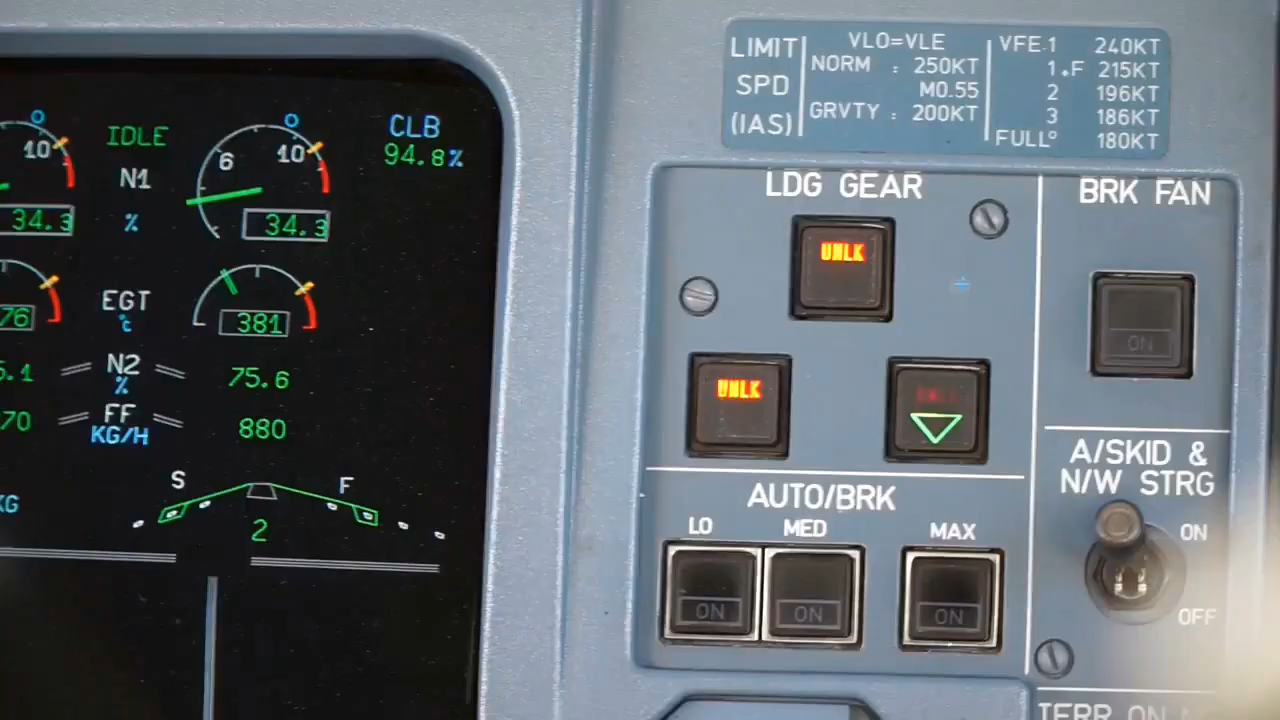 LIMIT SPD (IAS)
VLO=VLE
NORM : 250KT
M0.55
GRVTY : 200KT
VFE 1 240KT
1.F 215KT
2 196KT
3 186KT
FULL° 180KT
10
IDLE
6 10
CLB
94.8%
N1
%
34.3
34.3
EGT
°C
76
381
5.1
N2
%
75.6
70
FF
KG/H
880
KG
S
F
2
LDG GEAR
UNLK
UNLK
BRK FAN
ON
AUTO/BRK
LO MED MAX
ON ON ON
A/SKID &
N/W STRG
ON
OFF
TERR ON